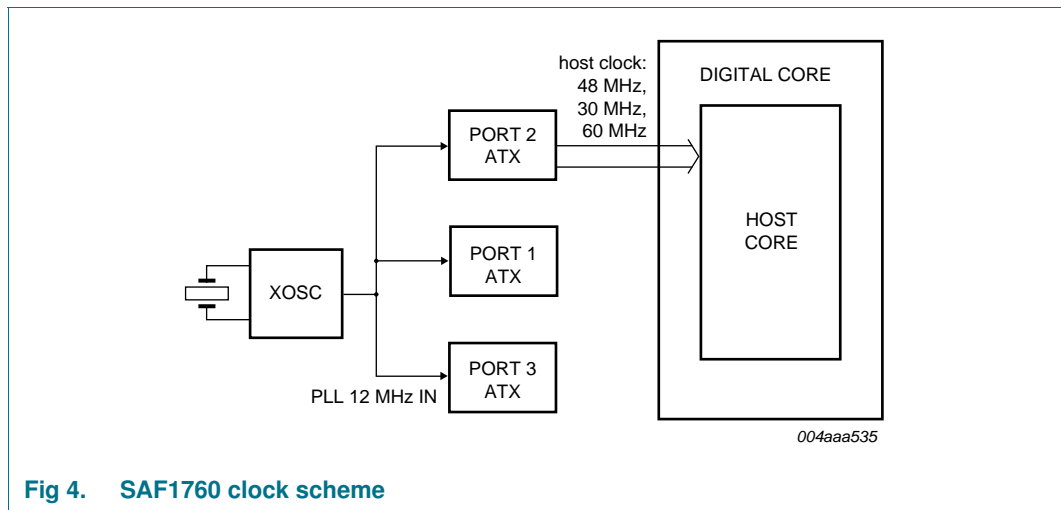 host clock:
48 MHz,
30 MHz,
60 MHz
DIGITAL CORE
PORT 2
ATX
HOST
CORE
PORT 1
ATX
XOSC
PORT 3
ATX
PLL 12 MHz IN
004aaa535
Fig 4. SAF1760 clock scheme